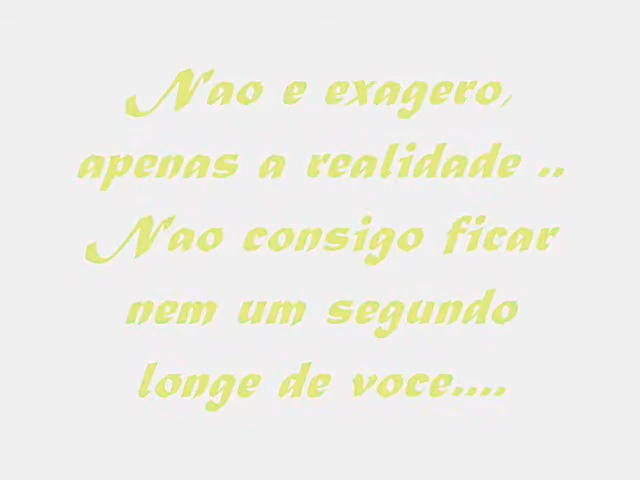 Nao e exagero,
apenas a realidade ..
Nao consigo ficar
nem um segundo
longe de voce....